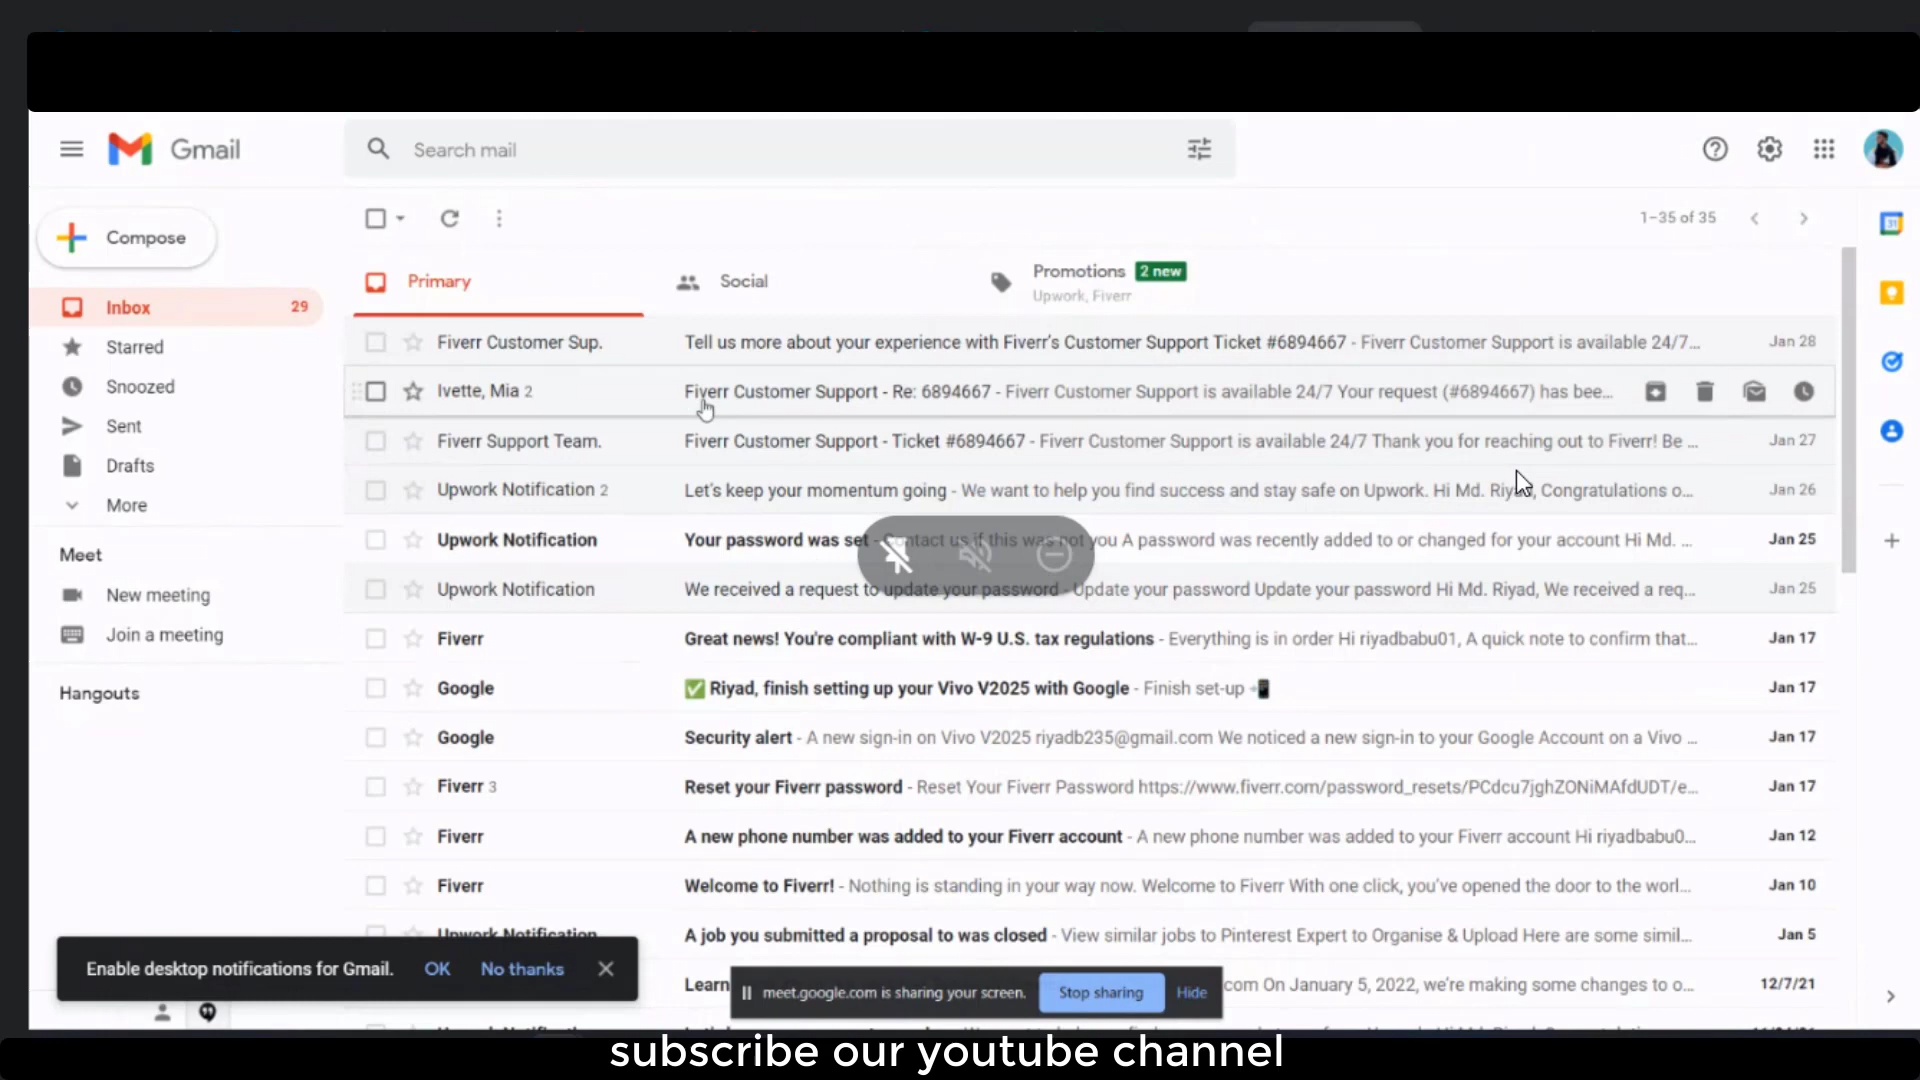 Gmail
Search mail
Compose
1–35 of 35
Inbox 29
Starred
Snoozed
Sent
Drafts
More
Meet
New meeting
Join a meeting
Hangouts
Primary
Social
Promotions 2 new
Upwork, Fiverr
Fiverr Customer Sup. Tell us more about your experience with Fiverr's Customer Support Ticket #6894667 - Fiverr Customer Support is available 24/7... Jan 28
Ivette, Mia 2 Fiverr Customer Support - Re: 6894667 - Fiverr Customer Support is available 24/7 Your request (#6894667) has bee...
Fiverr Support Team. Fiverr Customer Support - Ticket #6894667 - Fiverr Customer Support is available 24/7 Thank you for reaching out to Fiverr! Be ... Jan 27
Upwork Notification 2 Let's keep your momentum going - We want to help you find success and stay safe on Upwork. Hi Md. Riyad, Congratulations o... Jan 26
Upwork Notification Your password was set - Contact us if this was not you A password was recently added to or changed for your account Hi Md. ... Jan 25
Upwork Notification We received a request to update your password - Update your password Update your password Hi Md. Riyad, We received a req... Jan 25
Fiverr Great news! You're compliant with W-9 U.S. tax regulations - Everything is in order Hi riyadbabu01, A quick note to confirm that... Jan 17
Google ✅ Riyad, finish setting up your Vivo V2025 with Google - Finish set-up 📲 Jan 17
Google Security alert - A new sign-in on Vivo V2025 riyadb235@gmail.com We noticed a new sign-in to your Google Account on a Vivo ... Jan 17
Fiverr 3 Reset your Fiverr password - Reset Your Fiverr Password https://www.fiverr.com/password_resets/PCdcu7jghZONiMAfdUDT/e... Jan 17
Fiverr A new phone number was added to your Fiverr account - A new phone number was added to your Fiverr account Hi riyadbabu0... Jan 12
Fiverr Welcome to Fiverr! - Nothing is standing in your way now. Welcome to Fiverr With one click, you've opened the door to the worl... Jan 10
Upwork Notification A job you submitted a proposal to was closed - View similar jobs to Pinterest Expert to Organise & Upload Here are some simil... Jan 5
Learn com On January 5, 2022, we're making some changes to o... 12/7/21
Enable desktop notifications for Gmail. OK No thanks
meet.google.com is sharing your screen. Stop sharing Hide
subscribe our youtube channel